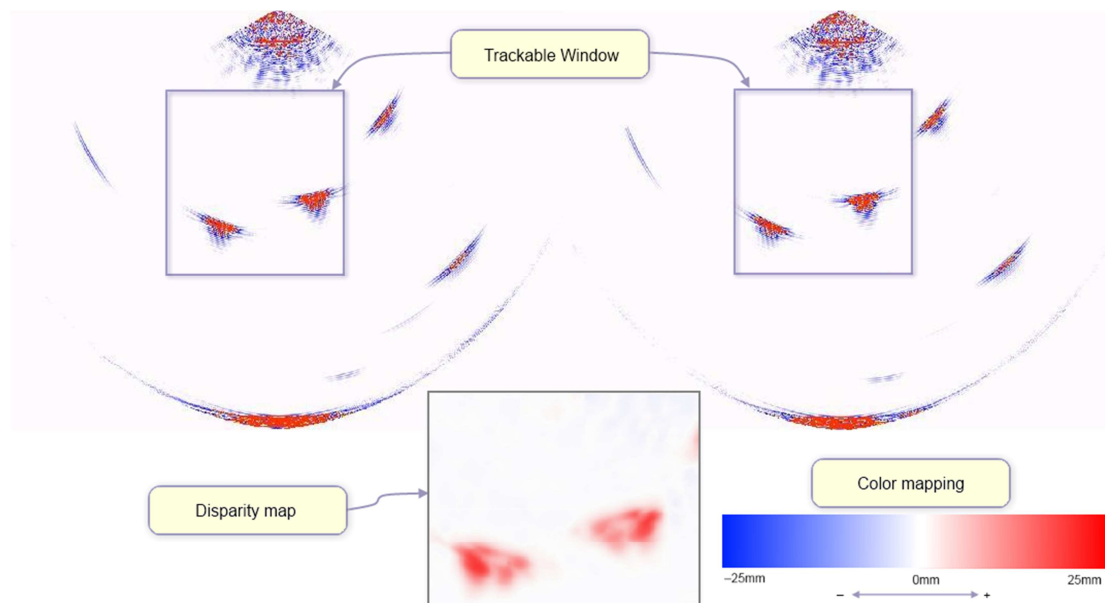 Trackable Window
Disparity map
Color mapping
−25mm 0mm 25mm
− +